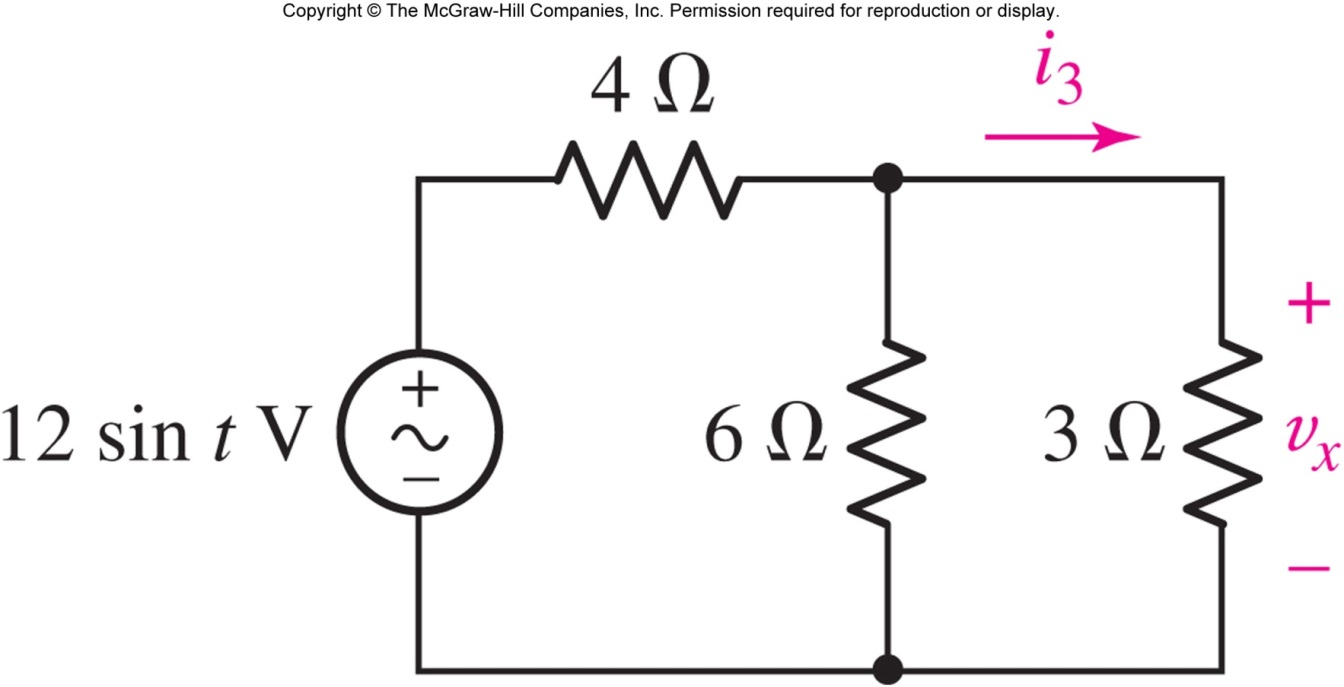 Copyright © The McGraw-Hill Companies, Inc. Permission required for reproduction or display.
4 Ω
i3
+
12 sin t V
+
~
−
6 Ω
3 Ω
vx
−